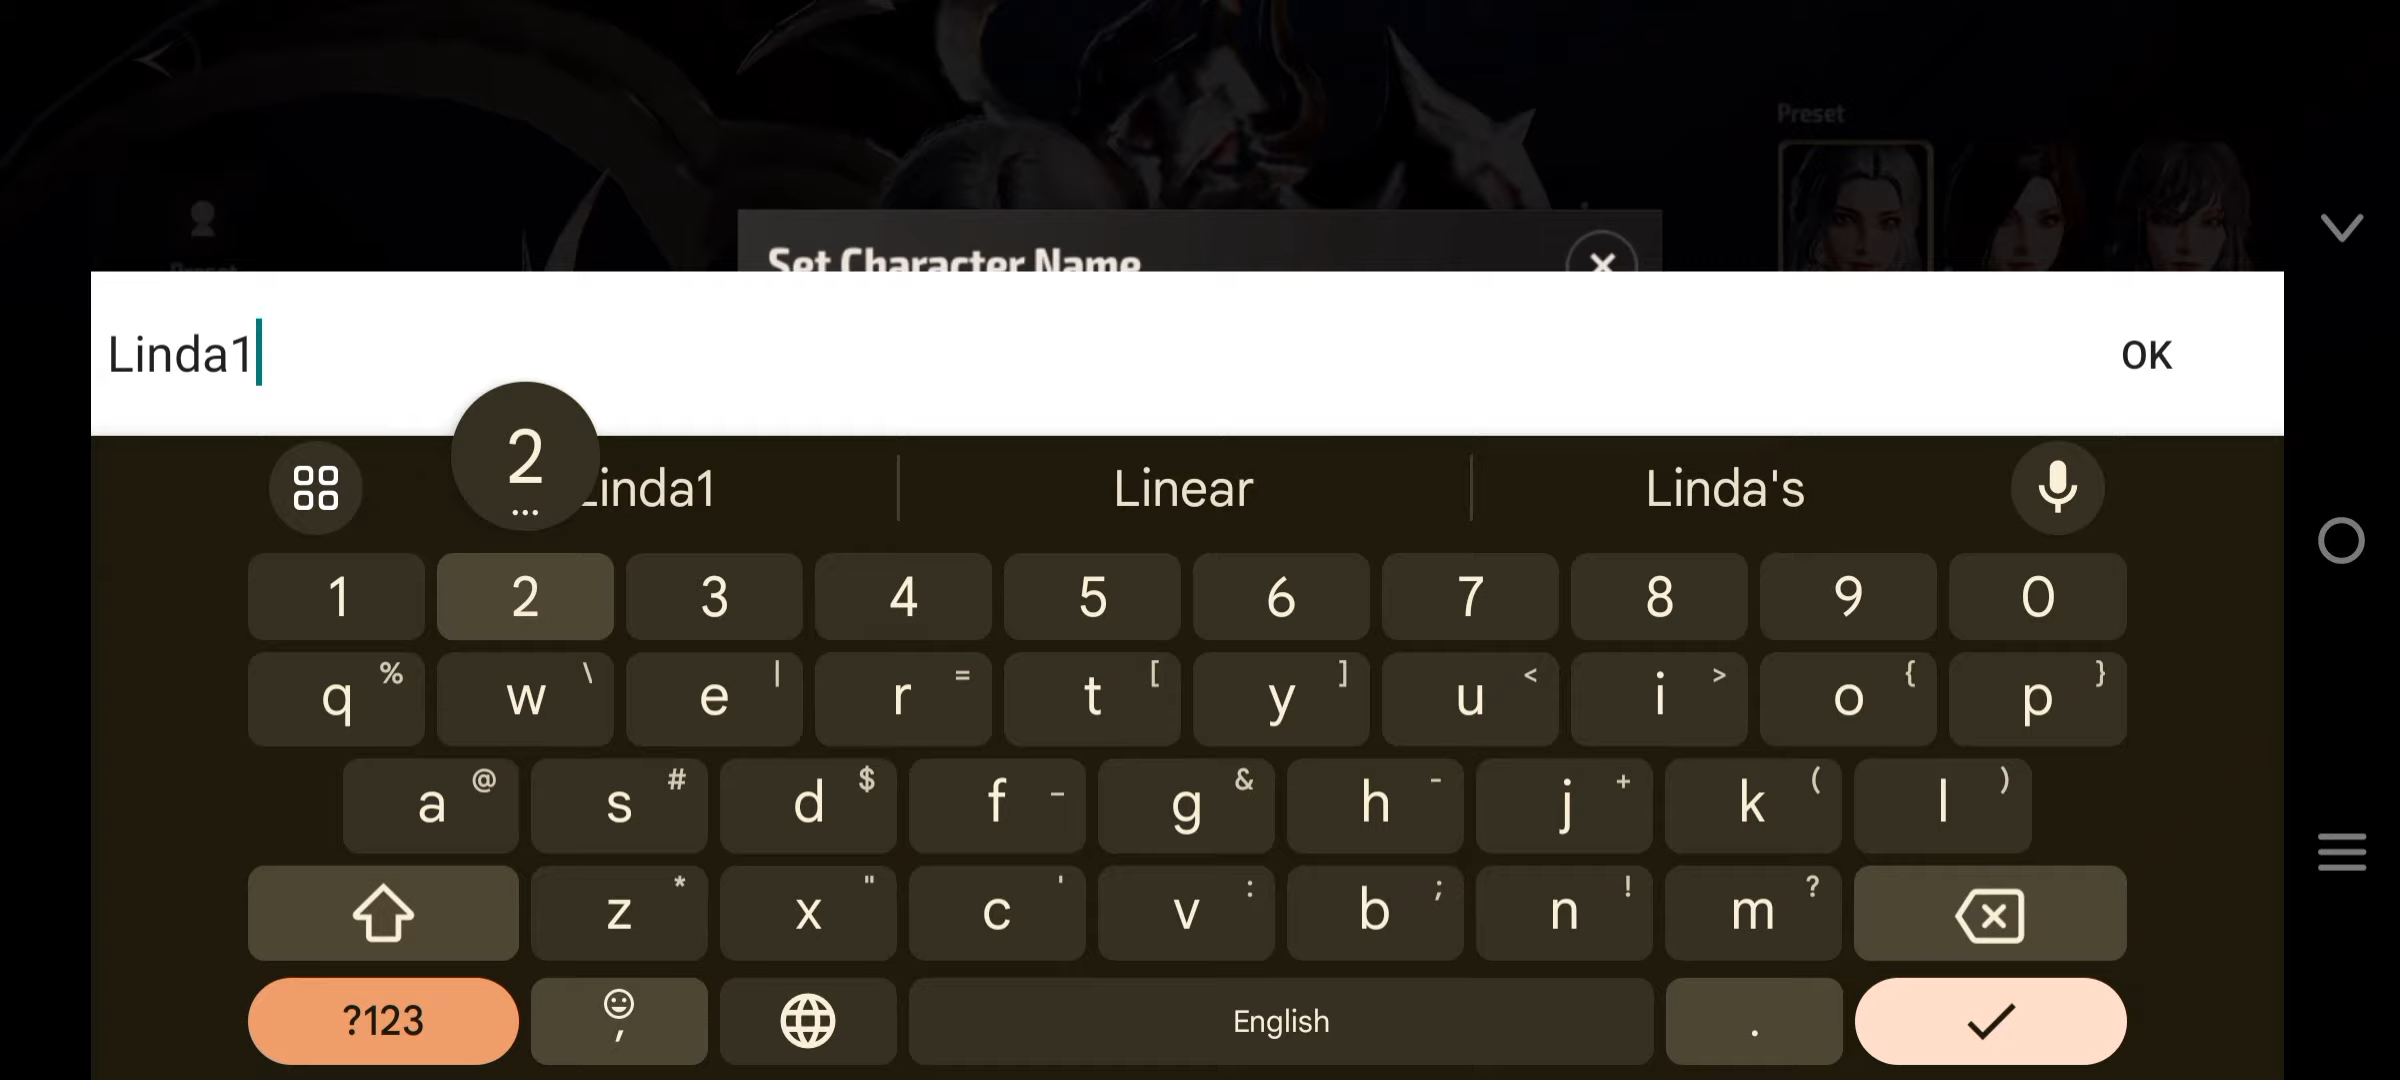 Preset
Preset
Set Character Name
Linda1
OK
2
Linda1
Linear
Linda's
1 2 3 4 5 6 7 8 9 0
q % w \ e | r = t [ y ] u < i > o { p }
a @ s # d $ f _ g & h - j + k ( l )
z * x " c ' v : b ; n ! m ?
?123 , English .